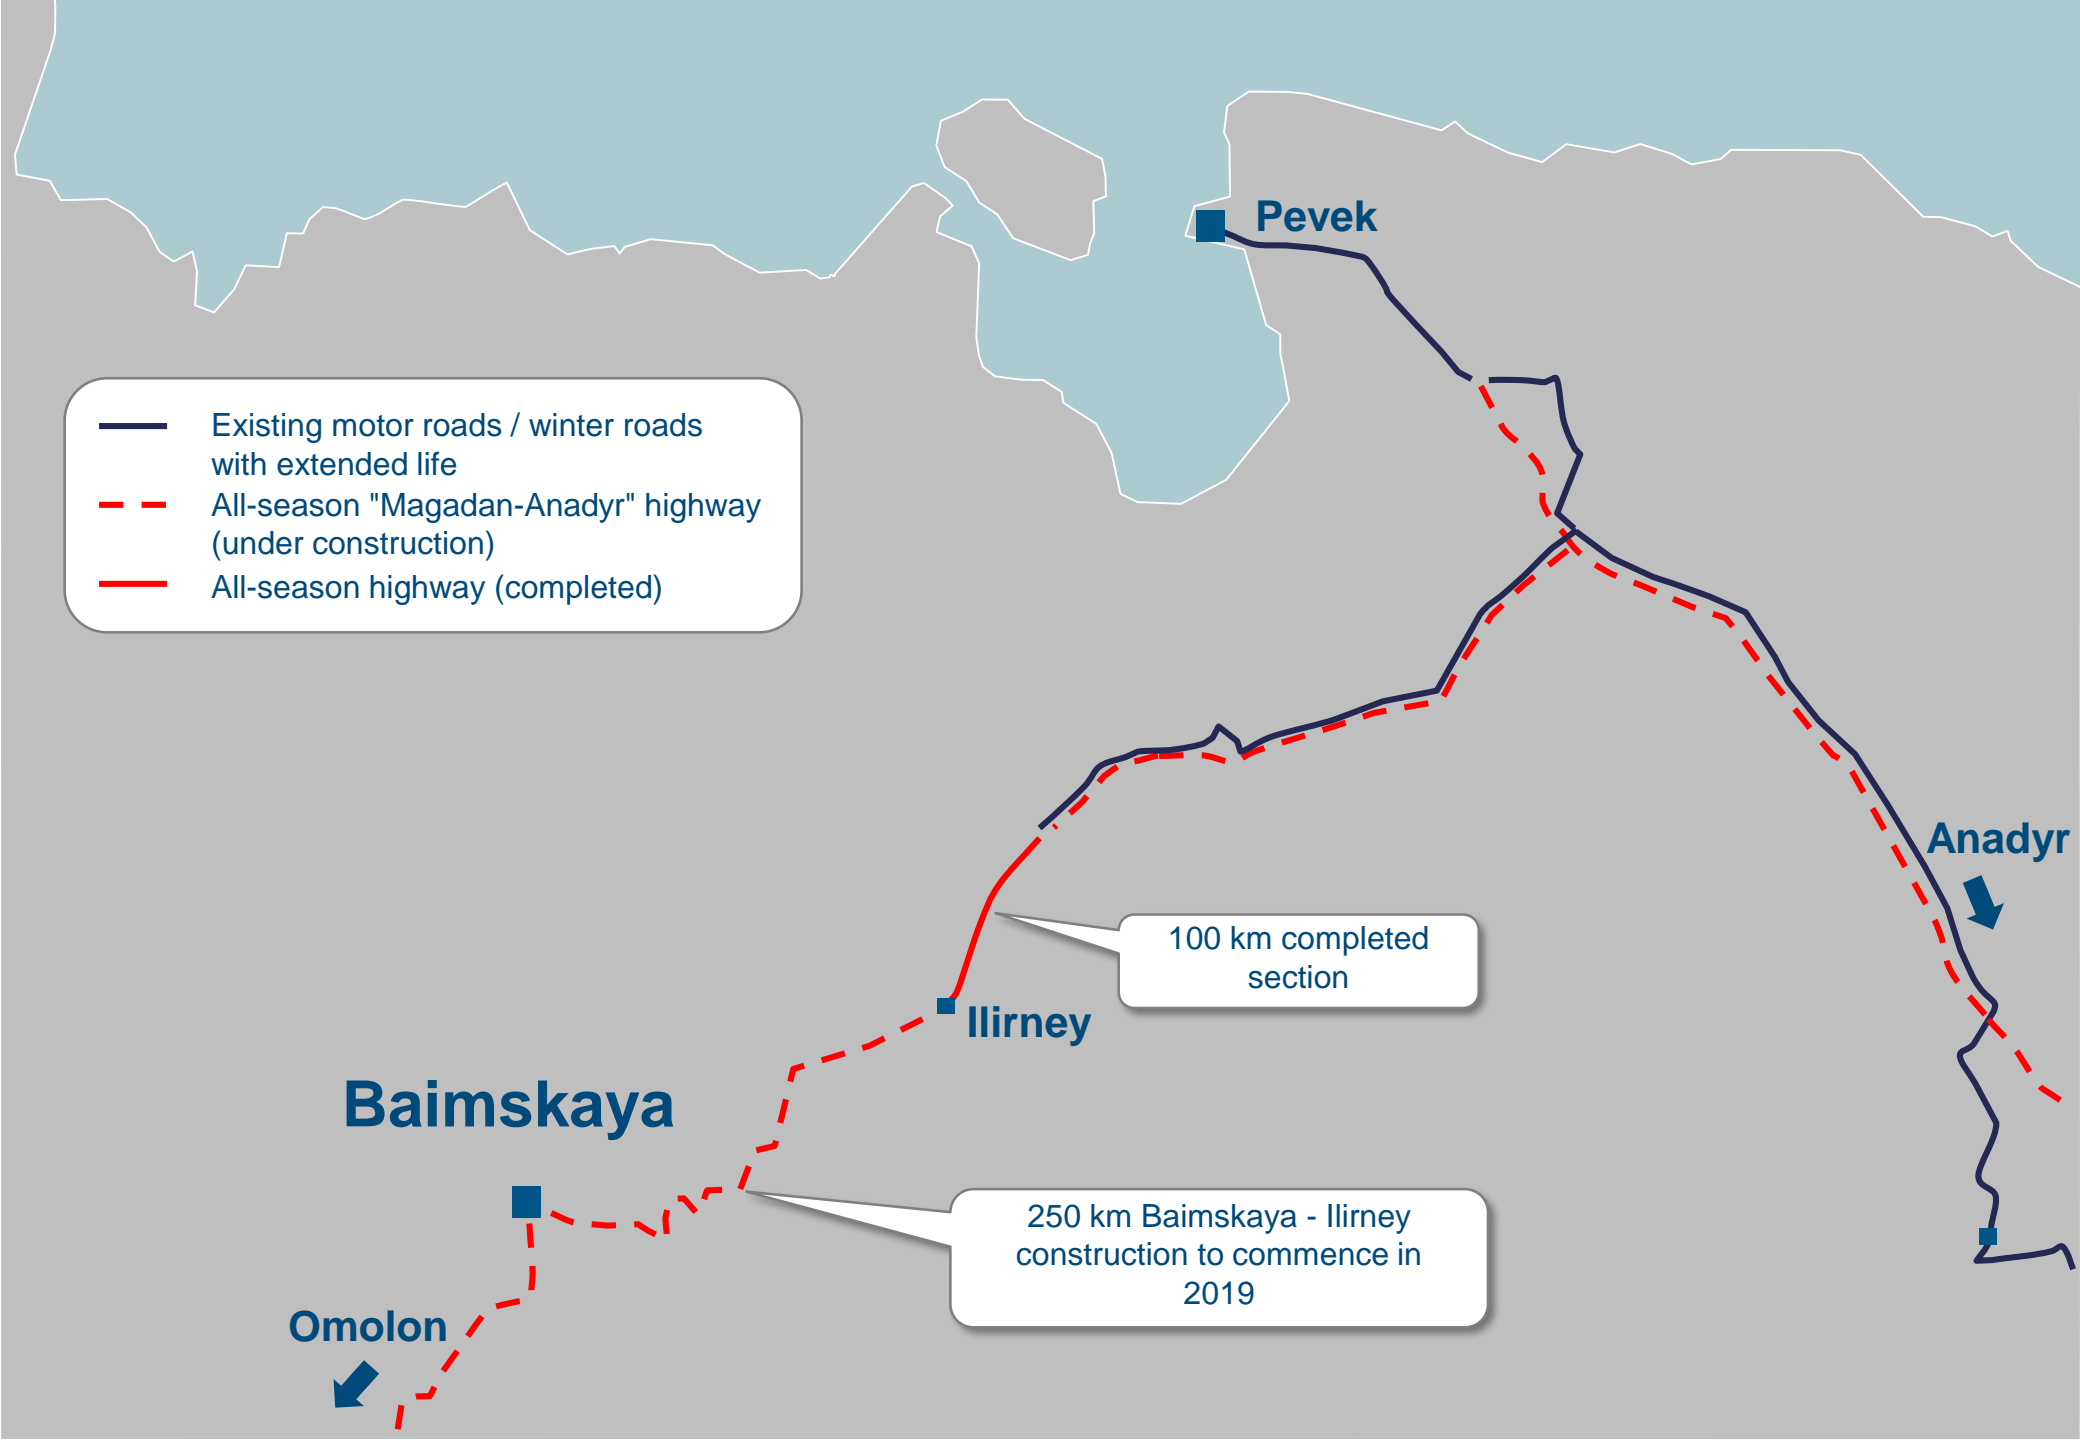 Pevek
Existing motor roads / winter roads
with extended life
All-season "Magadan-Anadyr" highway
(under construction)
All-season highway (completed)
Anadyr
100 km completed
section
Ilirney
Baimskaya
250 km Baimskaya - Ilirney
construction to commence in
2019
Omolon